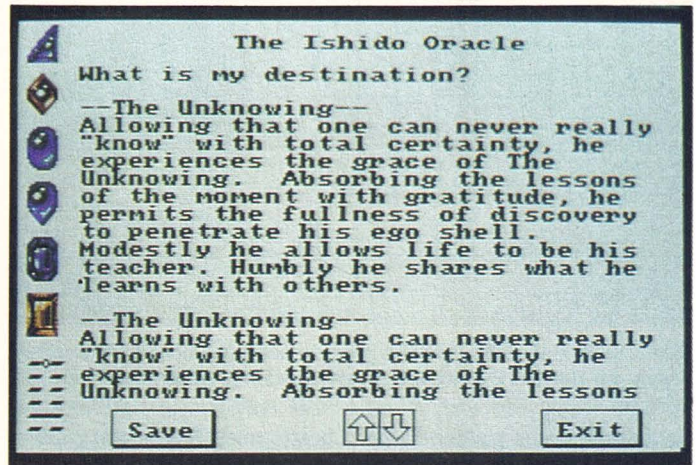 The Ishido Oracle
What is my destination?
--The Unknowing--
Allowing that one can never really
"know" with total certainty, he
experiences the grace of The
Unknowing.  Absorbing the lessons
of the moment with gratitude, he
permits the fullness of discovery
to penetrate his ego shell.
Modestly he allows life to be his
teacher. Humbly he shares what he
learns with others.
--The Unknowing--
Allowing that one can never really
"know" with total certainty, he
experiences the grace of The
Unknowing.  Absorbing the lessons
Save
Exit